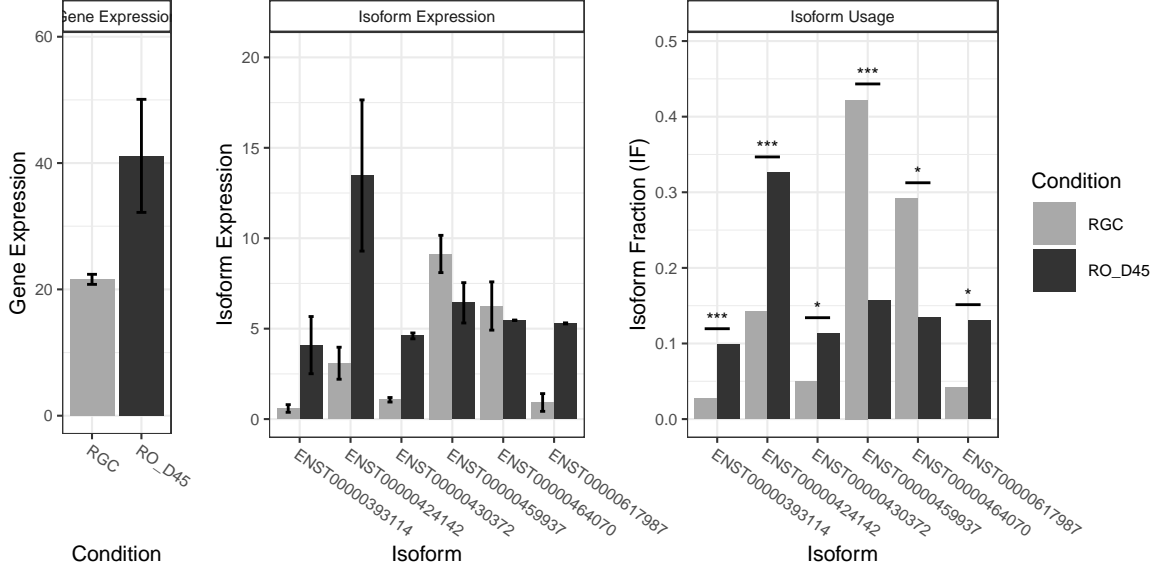 Gene Expression
Gene Expression
60
40
20
0
RGC
RO_D45
Condition
Isoform Expression
Isoform Expression
20
15
10
5
0
ENST00000393114
ENST00000424142
ENST00000430372
ENST00000459937
ENST00000464070
ENST00000617987
Isoform
Isoform Usage
Isoform Fraction (IF)
0.5
0.4
0.3
0.2
0.1
0.0
***
***
*
***
*
*
ENST00000393114
ENST00000424142
ENST00000430372
ENST00000459937
ENST00000464070
ENST00000617987
Isoform
Condition
RGC
RO_D45